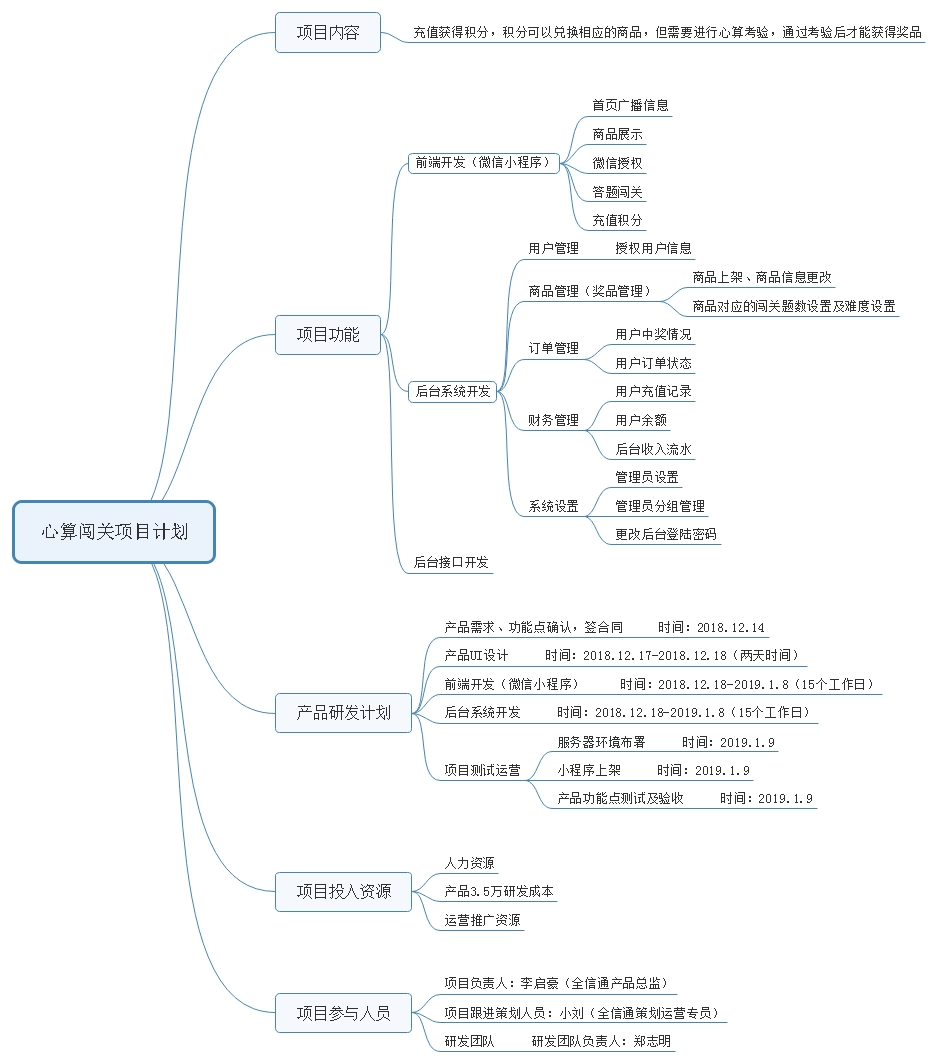 心算闯关项目计划
项目内容
充值获得积分，积分可以兑换相应的商品，但需要进行心算考验，通过考验后才能获得奖品
项目功能
前端开发（微信小程序）
首页广播信息
商品展示
微信授权
答题闯关
充值积分
后台系统开发
用户管理
授权用户信息
商品管理（奖品管理）
商品上架、商品信息更改
商品对应的闯关题数设置及难度设置
订单管理
用户中奖情况
用户订单状态
财务管理
用户充值记录
用户余额
后台收入流水
系统设置
管理员设置
管理员分组管理
更改后台登陆密码
后台接口开发
产品研发计划
产品需求、功能点确认，签合同 时间：2018.12.14
产品UI设计 时间：2018.12.17-2018.12.18（两天时间）
前端开发（微信小程序） 时间：2018.12.18-2019.1.8（15个工作日）
后台系统开发 时间：2018.12.18-2019.1.8（15个工作日）
项目测试运营
服务器环境布署 时间：2019.1.9
小程序上架 时间：2019.1.9
产品功能点测试及验收 时间：2019.1.9
项目投入资源
人力资源
产品3.5万研发成本
运营推广资源
项目参与人员
项目负责人：李启豪（全信通产品总监）
项目跟进策划人员：小刘（全信通策划运营专员）
研发团队 研发团队负责人：郑志明